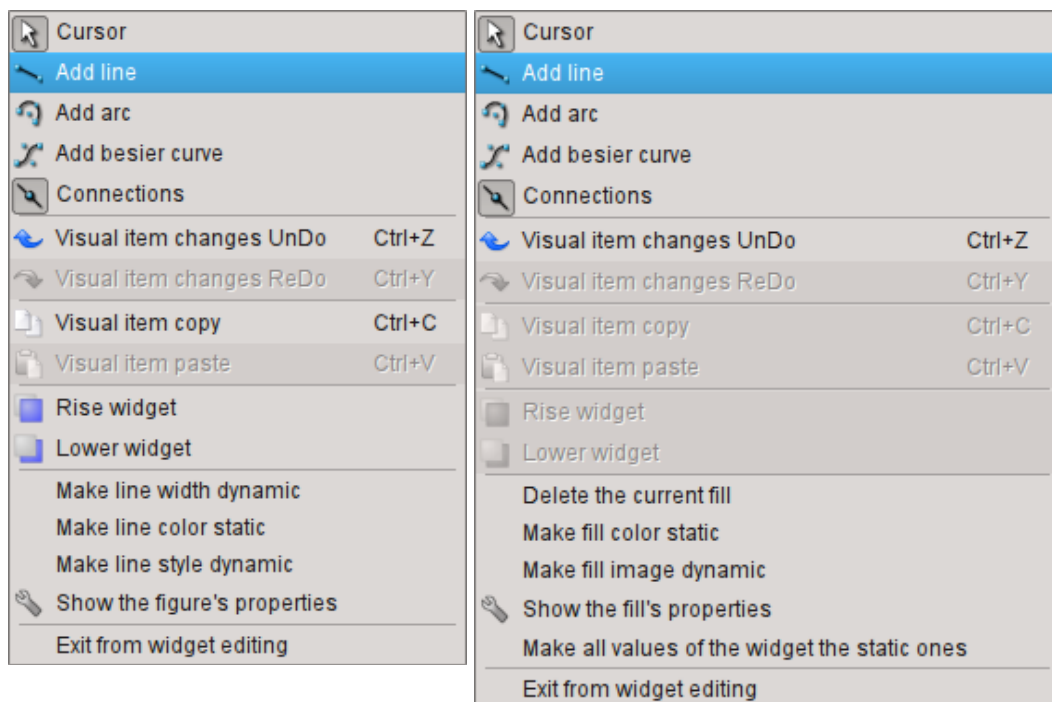 Cursor
Add line
Add arc
Add besier curve
Connections
Visual item changes UnDo Ctrl+Z
Visual item changes ReDo Ctrl+Y
Visual item copy Ctrl+C
Visual item paste Ctrl+V
Rise widget
Lower widget
Make line width dynamic
Make line color static
Make line style dynamic
Show the figure's properties
Exit from widget editing
Cursor
Add line
Add arc
Add besier curve
Connections
Visual item changes UnDo Ctrl+Z
Visual item changes ReDo Ctrl+Y
Visual item copy Ctrl+C
Visual item paste Ctrl+V
Rise widget
Lower widget
Delete the current fill
Make fill color static
Make fill image dynamic
Show the fill's properties
Make all values of the widget the static ones
Exit from widget editing